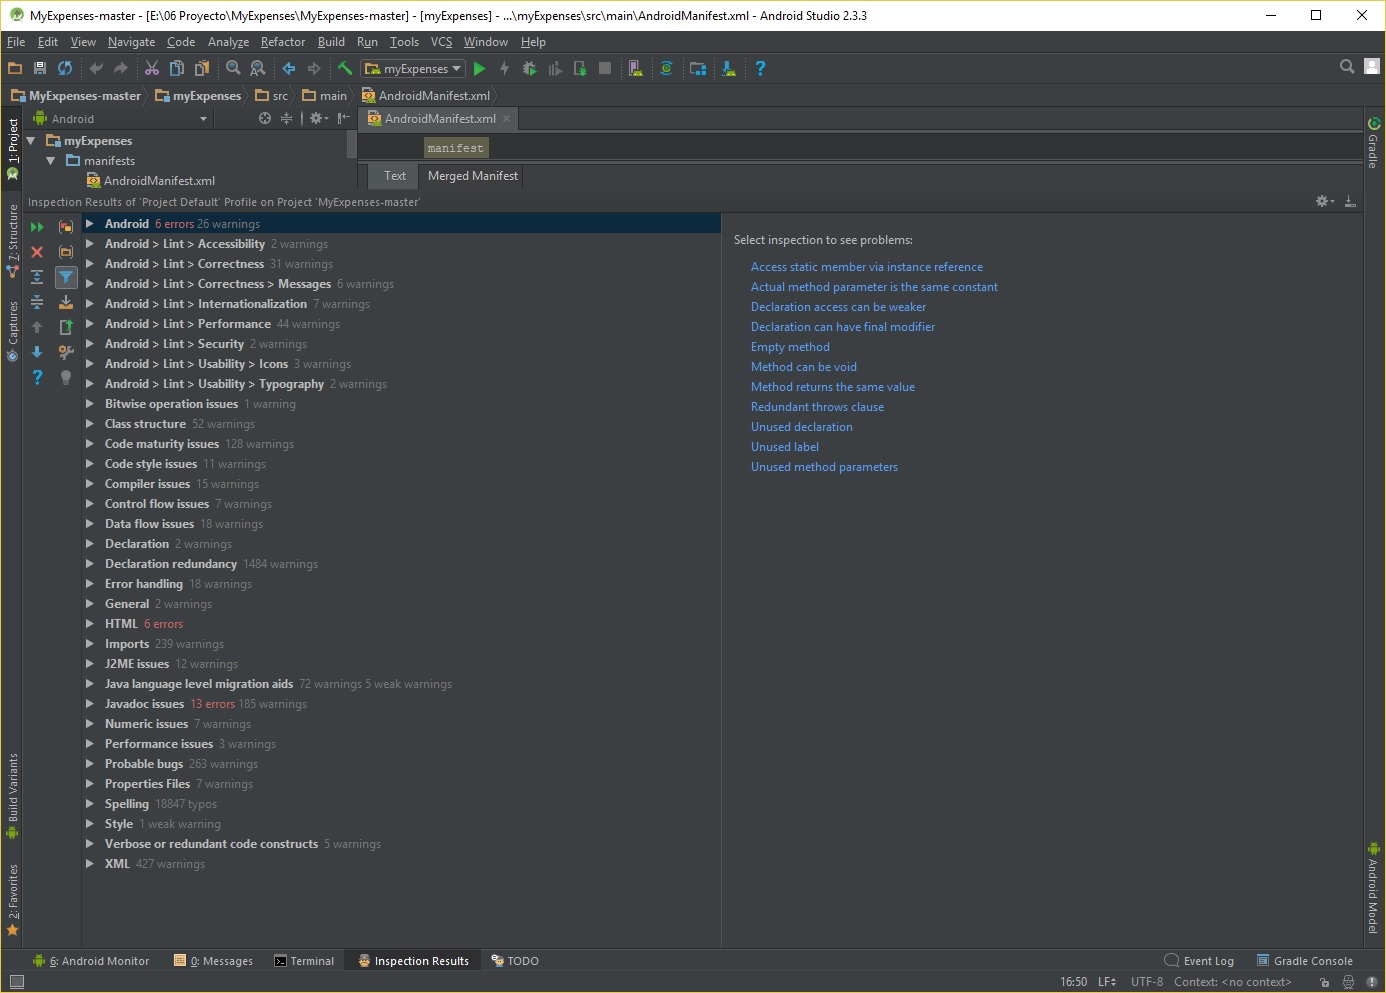 MyExpenses-master - [E:\06 Proyecto\MyExpenses\MyExpenses-master] - [myExpenses] - ...\myExpenses\src\main\AndroidManifest.xml - Android Studio 2.3.3
File Edit View Navigate Code Analyze Refactor Build Run Tools VCS Window Help
myExpenses
MyExpenses-master myExpenses src main AndroidManifest.xml
Android
AndroidManifest.xml
myExpenses
manifest
manifests
Text Merged Manifest
AndroidManifest.xml
Inspection Results of 'Project Default' Profile on Project 'MyExpenses-master'
Android 6 errors 26 warnings
Android > Lint > Accessibility 2 warnings
Android > Lint > Correctness 31 warnings
Android > Lint > Correctness > Messages 6 warnings
Android > Lint > Internationalization 7 warnings
Android > Lint > Performance 44 warnings
Android > Lint > Security 2 warnings
Android > Lint > Usability > Icons 3 warnings
Android > Lint > Usability > Typography 2 warnings
Bitwise operation issues 1 warning
Class structure 52 warnings
Code maturity issues 128 warnings
Code style issues 11 warnings
Compiler issues 15 warnings
Control flow issues 7 warnings
Data flow issues 18 warnings
Declaration 2 warnings
Declaration redundancy 1484 warnings
Error handling 18 warnings
General 2 warnings
HTML 6 errors
Imports 239 warnings
J2ME issues 12 warnings
Java language level migration aids 72 warnings 5 weak warnings
Javadoc issues 13 errors 185 warnings
Numeric issues 7 warnings
Performance issues 3 warnings
Probable bugs 263 warnings
Properties Files 7 warnings
Spelling 18847 typos
Style 1 weak warning
Verbose or redundant code constructs 5 warnings
XML 427 warnings
Select inspection to see problems:
Access static member via instance reference
Actual method parameter is the same constant
Declaration access can be weaker
Declaration can have final modifier
Empty method
Method can be void
Method returns the same value
Redundant throws clause
Unused declaration
Unused label
Unused method parameters
1: Project
7: Structure
Captures
Build Variants
2: Favorites
Gradle
Android Model
6: Android Monitor 0: Messages Terminal Inspection Results TODO Event Log Gradle Console
16:50 LF UTF-8 Context: <no context>